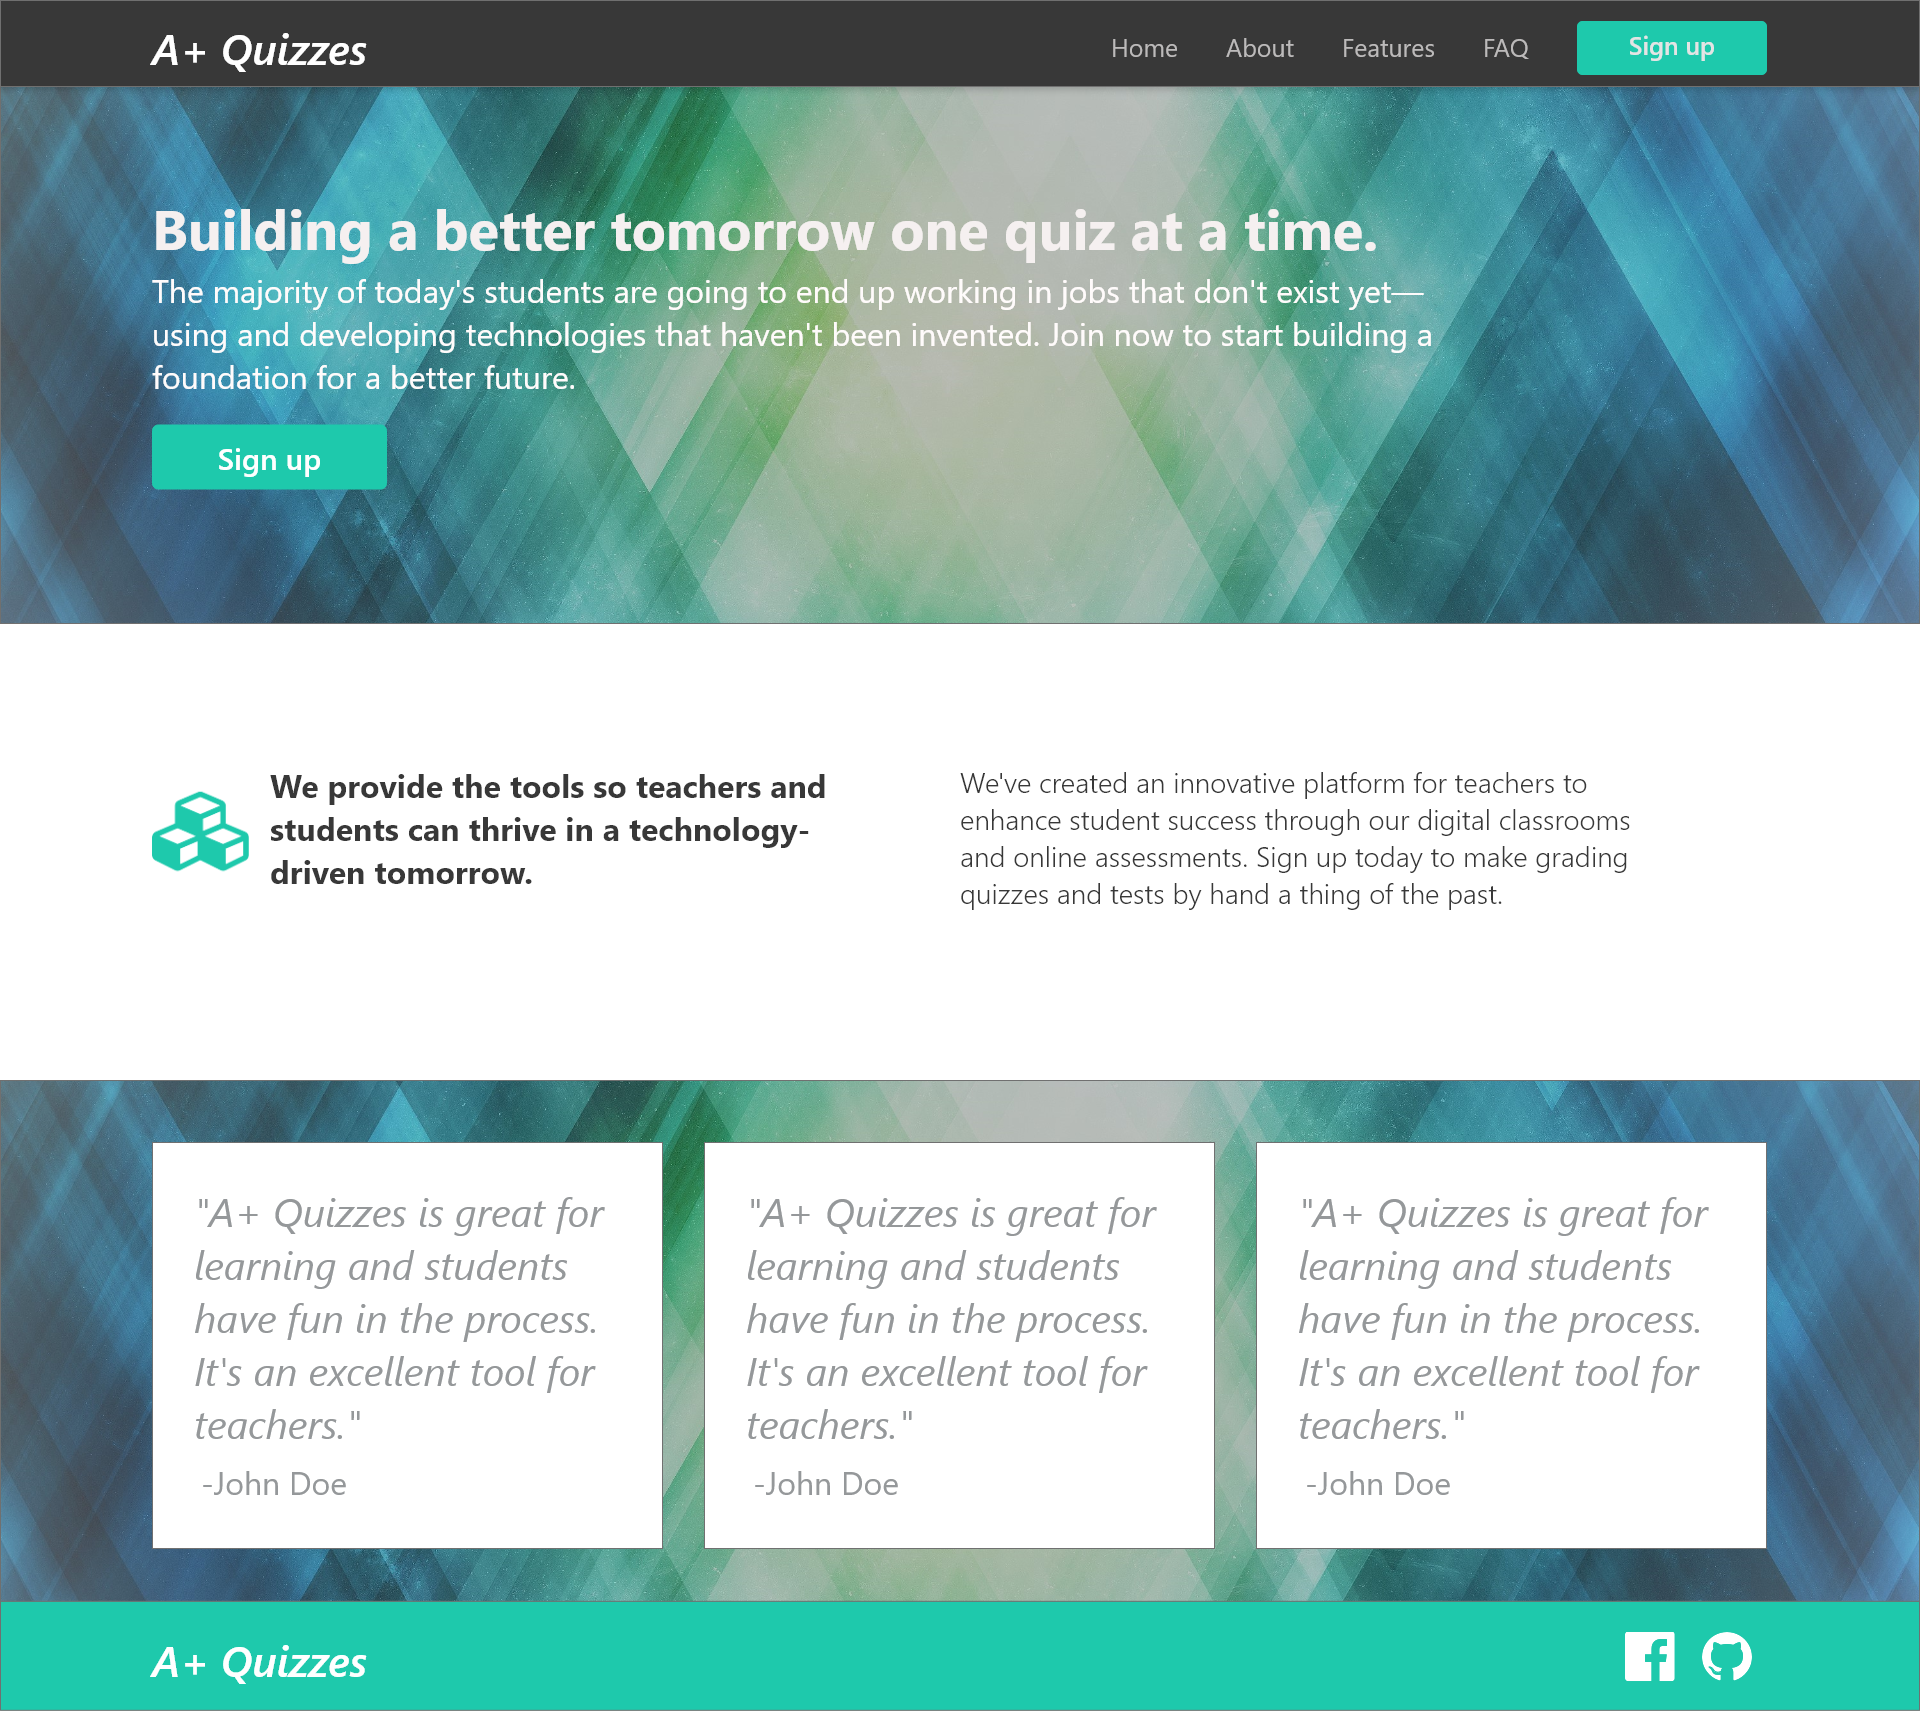 A+ Quizzes
Home About Features FAQ Sign up
Building a better tomorrow one quiz at a time.
The majority of today's students are going to end up working in jobs that don't exist yet—
using and developing technologies that haven't been invented. Join now to start building a
foundation for a better future.
Sign up
We provide the tools so teachers and
students can thrive in a technology-
driven tomorrow.
We've created an innovative platform for teachers to
enhance student success through our digital classrooms
and online assessments. Sign up today to make grading
quizzes and tests by hand a thing of the past.
"A+ Quizzes is great for
learning and students
have fun in the process.
It's an excellent tool for
teachers."
-John Doe
"A+ Quizzes is great for
learning and students
have fun in the process.
It's an excellent tool for
teachers."
-John Doe
"A+ Quizzes is great for
learning and students
have fun in the process.
It's an excellent tool for
teachers."
-John Doe
A+ Quizzes